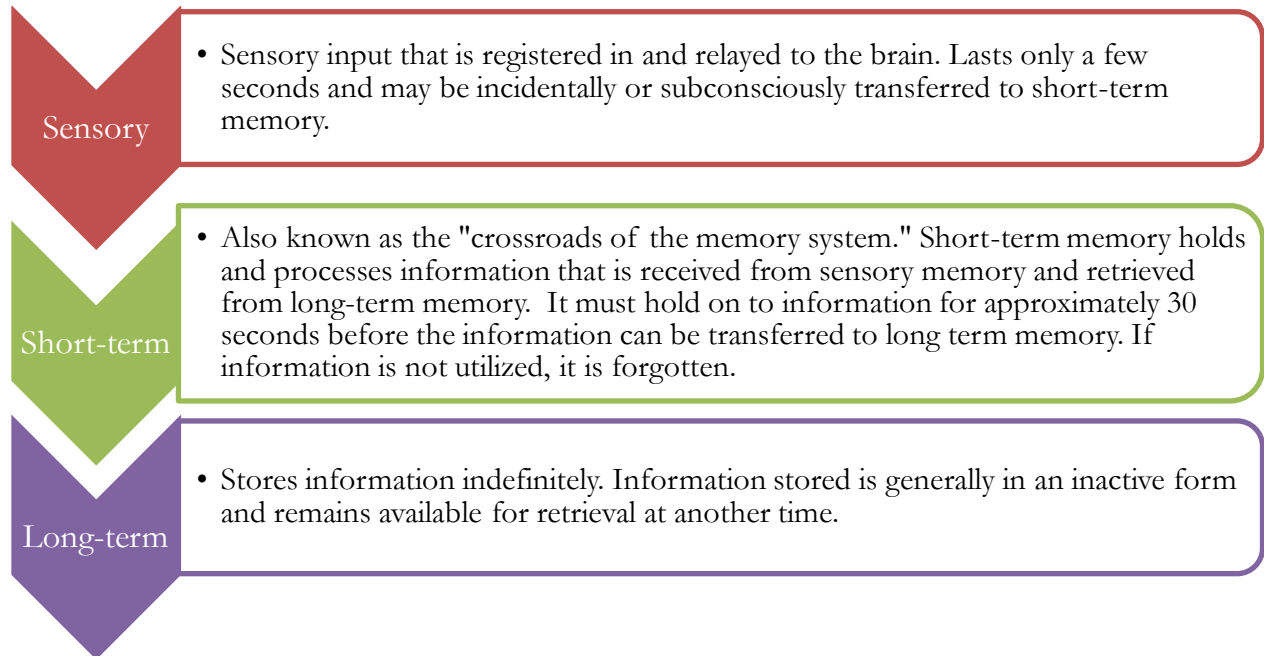 Sensory
• Sensory input that is registered in and relayed to the brain. Lasts only a few
seconds and may be incidentally or subconsciously transferred to short-term
memory.
Short-term
• Also known as the "crossroads of the memory system." Short-term memory holds
and processes information that is received from sensory memory and retrieved
from long-term memory.  It must hold on to information for approximately 30
seconds before the information can be transferred to long term memory. If
information is not utilized, it is forgotten.
Long-term
• Stores information indefinitely. Information stored is generally in an inactive form
and remains available for retrieval at another time.